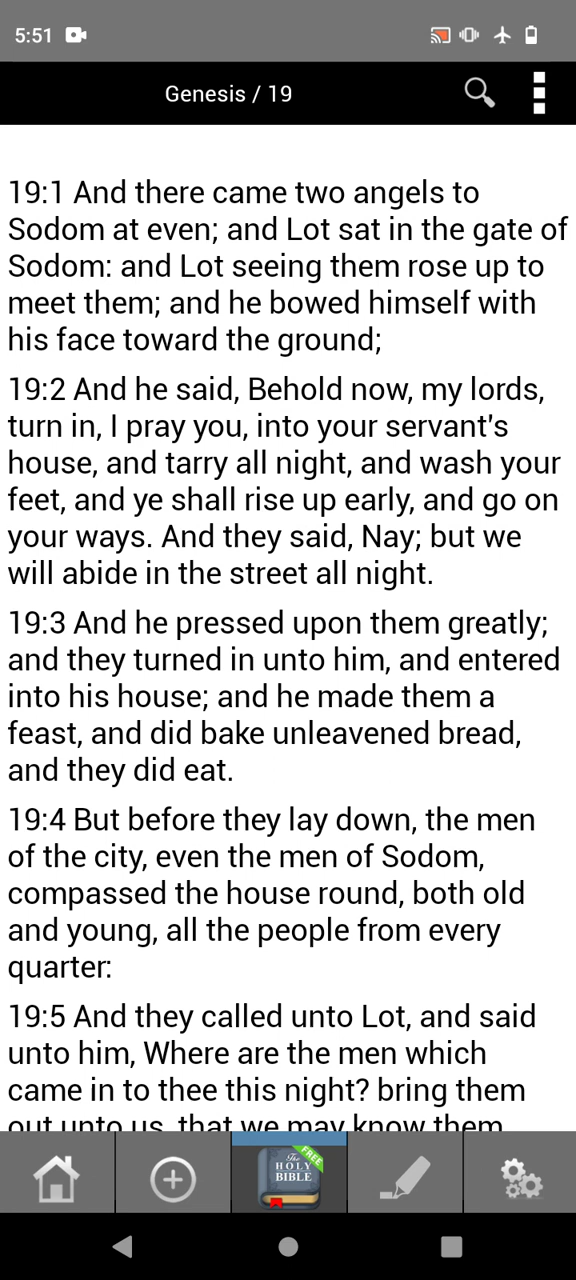 5:51
Genesis / 19
19:1 And there came two angels to
Sodom at even; and Lot sat in the gate of
Sodom: and Lot seeing them rose up to
meet them; and he bowed himself with
his face toward the ground;
19:2 And he said, Behold now, my lords,
turn in, I pray you, into your servant's
house, and tarry all night, and wash your
feet, and ye shall rise up early, and go on
your ways. And they said, Nay; but we
will abide in the street all night.
19:3 And he pressed upon them greatly;
and they turned in unto him, and entered
into his house; and he made them a
feast, and did bake unleavened bread,
and they did eat.
19:4 But before they lay down, the men
of the city, even the men of Sodom,
compassed the house round, both old
and young, all the people from every
quarter:
19:5 And they called unto Lot, and said
unto him, Where are the men which
came in to thee this night? bring them
out unto us, that we may know them
The
HOLY
BIBLE
FREE